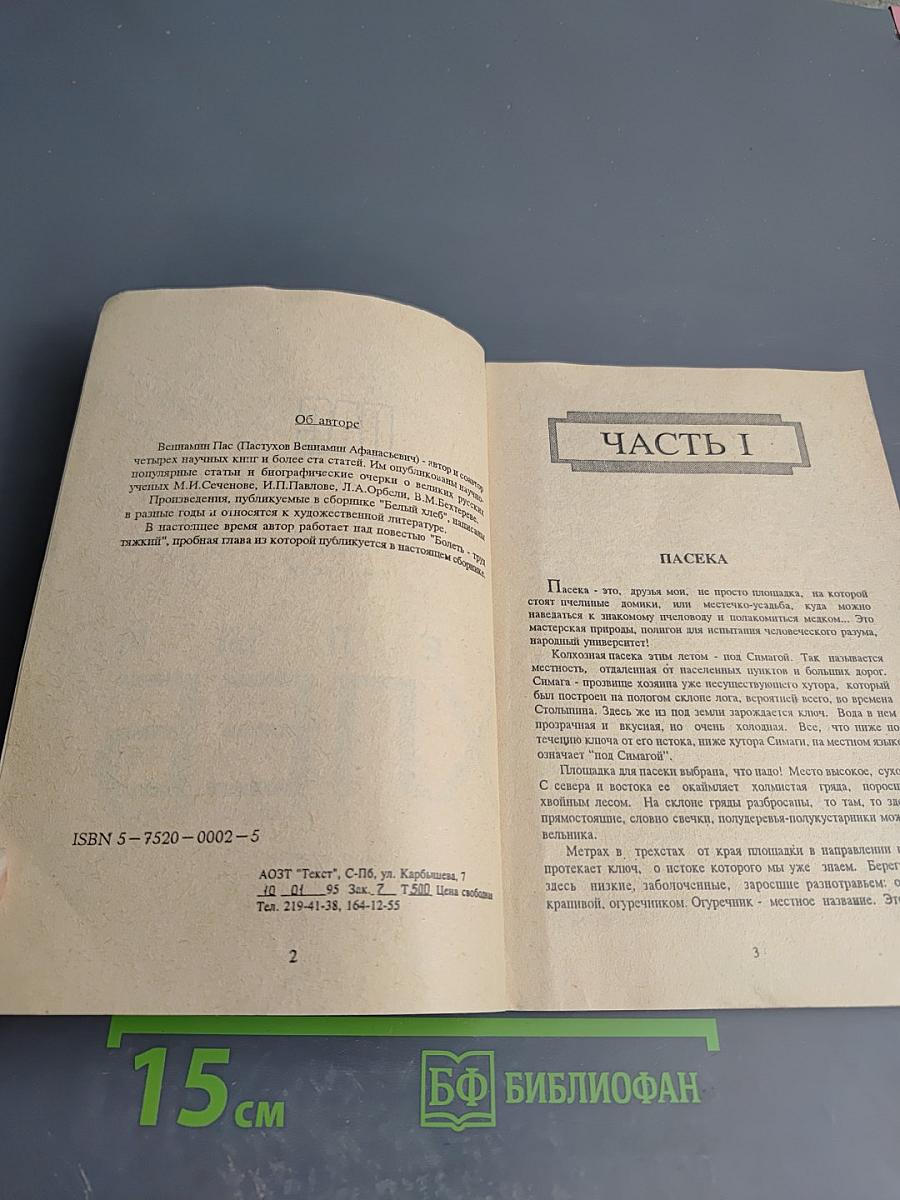 Об авторе
Вениамин Пас (Пастухов Вениамин Афанасьевич) - автор и соавтор
четырех научных книг и более ста статей. Им опубликованы научно-
популярные статьи и биографические очерки о великих русских
ученых М.И.Сеченове, И.П.Павлове, Л.А.Орбели, В.М.Бехтереве.
Произведения, публикуемые в сборнике "Белый хлеб", написаны
в разные годы и относятся к художественной литературе.
В настоящее время автор работает над повестью "Болеть - труд
тяжкий", пробная глава из которой публикуется в настоящем сборнике.
ISBN 5-7520-0002-5
АОЗТ "Текст", С-Пб, ул. Карбышева, 7
10 01 95 Зак. 7 Т 500 Цена свободная
Тел. 219-41-38, 164-12-55
2
ЧАСТЬ I
ПАСЕКА
Пасека - это, друзья мои, не просто площадка, на которой
стоят пчелиные домики, или местечко-усадьба, куда можно
наведаться к знакомому пчеловоду и полакомиться медком... Это
мастерская природы, полигон для испытания человеческого разума,
народный университет!
Колхозная пасека этим летом - под Симагой. Так называется
местность, отдаленная от населенных пунктов и больших дорог.
Симага - прозвище хозяина уже несуществующего хутора, который
был построен на пологом склоне лога, вероятней всего, во времена
Столыпина. Здесь же из под земли зарождается ключ. Вода в нем
прозрачная и вкусная, но очень холодная. Все, что ниже по
течению ключа от его истока, ниже хутора Симаги, на местном языке
означает "под Симагой".
Площадка для пасеки выбрана, что надо! Место высокое, сухо
С севера и востока ее окаймляет холмистая гряда, поросш
хвойным лесом. На склоне гряды разбросаны, то там, то зде
прямостоящие, словно свечки, полудеревья-полукустарники мож
вельника.
Метрах в трехстах от края площадки в направлении
протекает ключ, о истоке которого мы уже знаем. Берег
здесь низкие, заболоченные, заросшие разнотравьем: о
крапивой, огуречником. Огуречник - местное название. Это
3
15 см
БФ БИБЛИОФАН